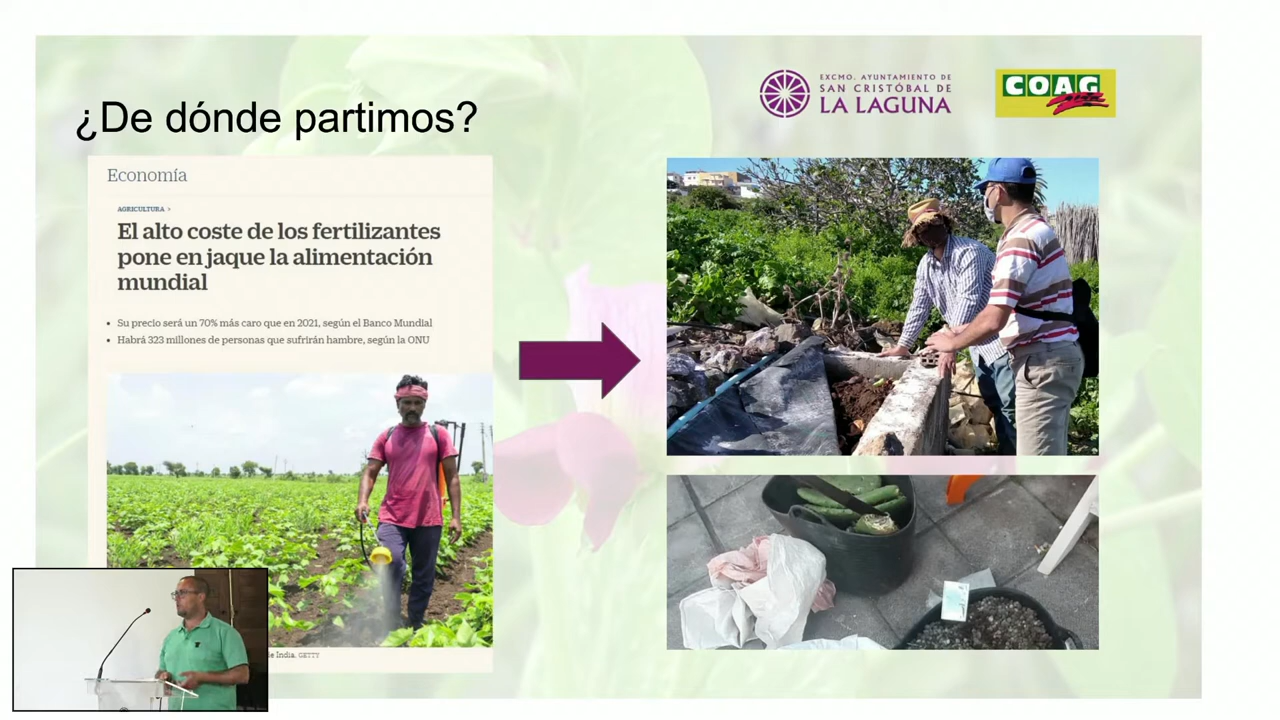 ¿De dónde partimos?
EXCMO. AYUNTAMIENTO DE
SAN CRISTÓBAL DE
LA LAGUNA
COAG
Economía
AGRICULTURA >
El alto coste de los fertilizantes
pone en jaque la alimentación
mundial
• Su precio será un 70% más caro que en 2021, según el Banco Mundial
• Habrá 323 millones de personas que sufrirán hambre, según la ONU
de India. GETTY